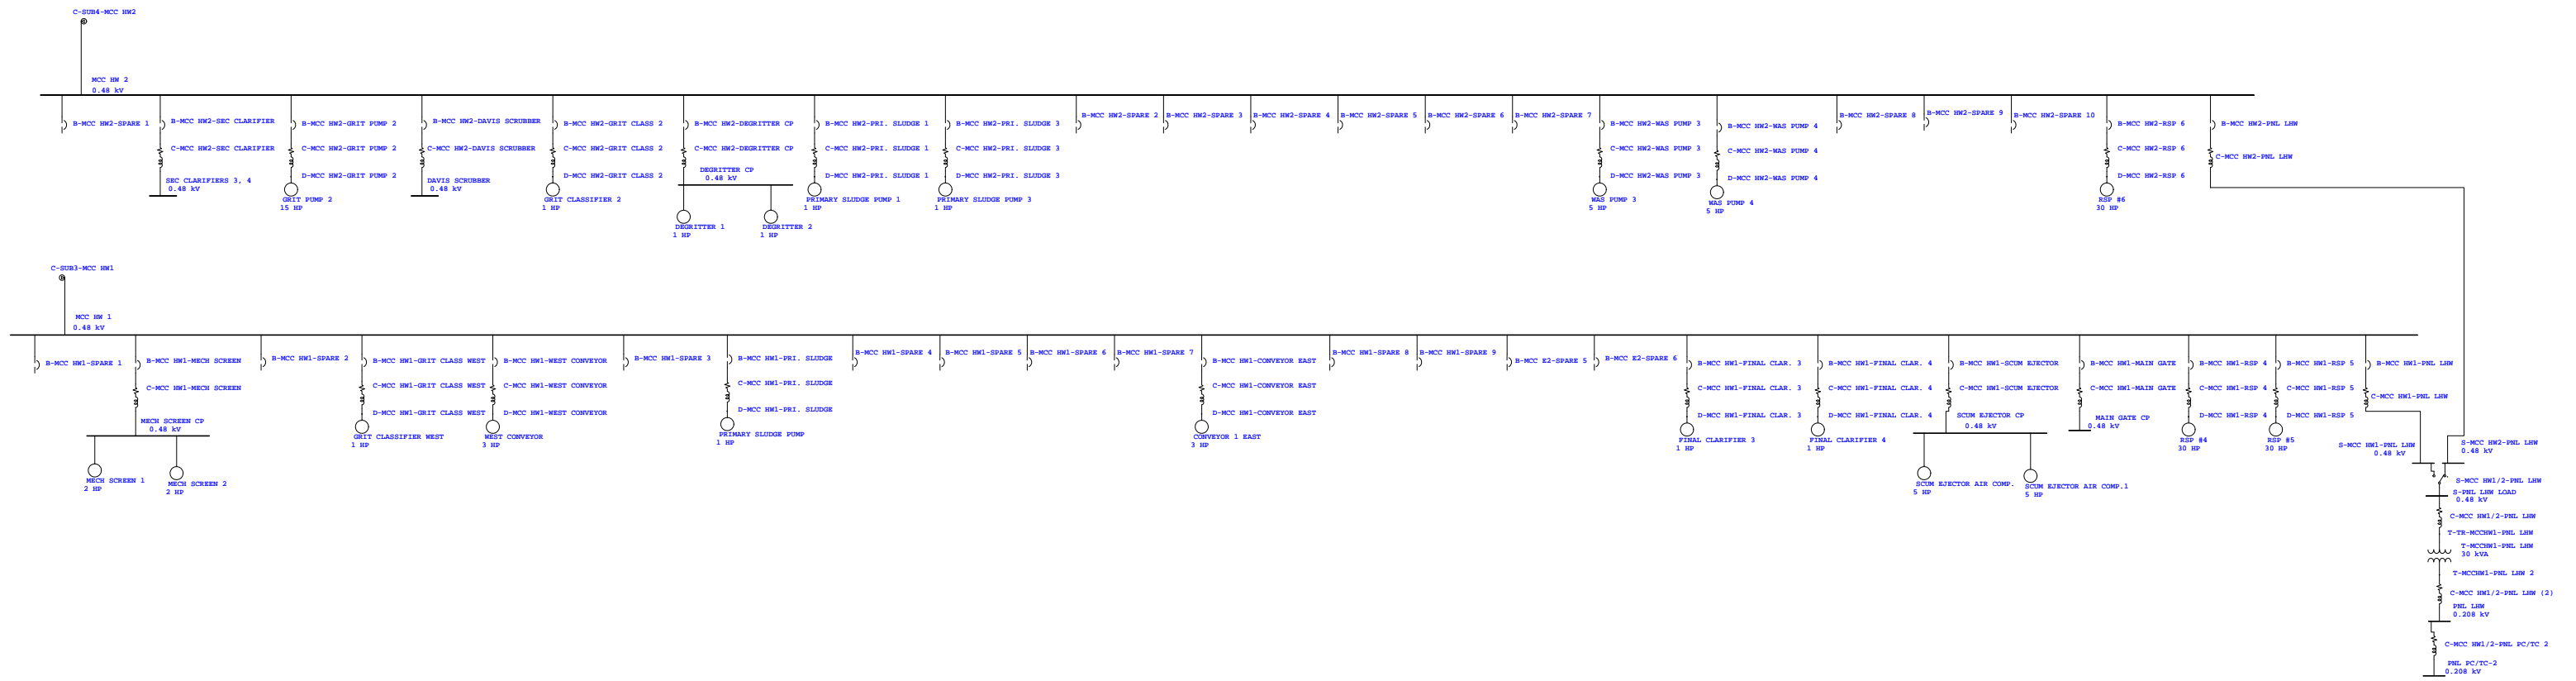 C-SUB4-MCC HW2
MCC HW 2
0.48 kV
B-MCC HW2-SPARE 1
B-MCC HW2-SEC CLARIFIER
C-MCC HW2-SEC CLARIFIER
SEC CLARIFIERS 3, 4
0.48 kV
B-MCC HW2-GRIT PUMP 2
C-MCC HW2-GRIT PUMP 2
D-MCC HW2-GRIT PUMP 2
GRIT PUMP 2
15 HP
B-MCC HW2-DAVIS SCRUBBER
C-MCC HW2-DAVIS SCRUBBER
DAVIS SCRUBBER
0.48 kV
B-MCC HW2-GRIT CLASS 2
C-MCC HW2-GRIT CLASS 2
D-MCC HW2-GRIT CLASS 2
GRIT CLASSIFIER 2
1 HP
B-MCC HW2-DEGRITTER CP
C-MCC HW2-DEGRITTER CP
DEGRITTER CP
0.48 kV
DEGRITTER 1
1 HP
DEGRITTER 2
1 HP
B-MCC HW2-PRI. SLUDGE 1
C-MCC HW2-PRI. SLUDGE 1
D-MCC HW2-PRI. SLUDGE 1
PRIMARY SLUDGE PUMP 1
1 HP
B-MCC HW2-PRI. SLUDGE 3
C-MCC HW2-PRI. SLUDGE 3
D-MCC HW2-PRI. SLUDGE 3
PRIMARY SLUDGE PUMP 3
1 HP
B-MCC HW2-SPARE 2
B-MCC HW2-SPARE 3
B-MCC HW2-SPARE 4
B-MCC HW2-SPARE 5
B-MCC HW2-SPARE 6
B-MCC HW2-SPARE 7
B-MCC HW2-WAS PUMP 3
C-MCC HW2-WAS PUMP 3
D-MCC HW2-WAS PUMP 3
WAS PUMP 3
5 HP
B-MCC HW2-WAS PUMP 4
C-MCC HW2-WAS PUMP 4
D-MCC HW2-WAS PUMP 4
WAS PUMP 4
5 HP
B-MCC HW2-SPARE 8
B-MCC HW2-SPARE 9
B-MCC HW2-SPARE 10
B-MCC HW2-RSP 6
C-MCC HW2-RSP 6
D-MCC HW2-RSP 6
RSP #6
30 HP
B-MCC HW2-PNL LHW
C-MCC HW2-PNL LHW
C-SUB3-MCC HW1
MCC HW 1
0.48 kV
B-MCC HW1-SPARE 1
B-MCC HW1-MECH SCREEN
C-MCC HW1-MECH SCREEN
MECH SCREEN CP
0.48 kV
MECH SCREEN 1
2 HP
MECH SCREEN 2
2 HP
B-MCC HW1-SPARE 2
B-MCC HW1-GRIT CLASS WEST
C-MCC HW1-GRIT CLASS WEST
D-MCC HW1-GRIT CLASS WEST
GRIT CLASSIFIER WEST
1 HP
B-MCC HW1-WEST CONVEYOR
C-MCC HW1-WEST CONVEYOR
D-MCC HW1-WEST CONVEYOR
WEST CONVEYOR
3 HP
B-MCC HW1-SPARE 3
B-MCC HW1-PRI. SLUDGE
C-MCC HW1-PRI. SLUDGE
D-MCC HW1-PRI. SLUDGE
PRIMARY SLUDGE PUMP
1 HP
B-MCC HW1-SPARE 4
B-MCC HW1-SPARE 5
B-MCC HW1-SPARE 6
B-MCC HW1-SPARE 7
B-MCC HW1-CONVEYOR EAST
C-MCC HW1-CONVEYOR EAST
D-MCC HW1-CONVEYOR EAST
CONVEYOR 1 EAST
3 HP
B-MCC HW1-SPARE 8
B-MCC HW1-SPARE 9
B-MCC E2-SPARE 5
B-MCC E2-SPARE 6
B-MCC HW1-FINAL CLAR. 3
C-MCC HW1-FINAL CLAR. 3
D-MCC HW1-FINAL CLAR. 3
FINAL CLARIFIER 3
1 HP
B-MCC HW1-FINAL CLAR. 4
C-MCC HW1-FINAL CLAR. 4
D-MCC HW1-FINAL CLAR. 4
FINAL CLARIFIER 4
1 HP
B-MCC HW1-SCUM EJECTOR
C-MCC HW1-SCUM EJECTOR
SCUM EJECTOR CP
0.48 kV
SCUM EJECTOR AIR COMP.
5 HP
SCUM EJECTOR AIR COMP.1
5 HP
B-MCC HW1-MAIN GATE
C-MCC HW1-MAIN GATE
MAIN GATE CP
0.48 kV
B-MCC HW1-RSP 4
C-MCC HW1-RSP 4
D-MCC HW1-RSP 4
RSP #4
30 HP
B-MCC HW1-RSP 5
C-MCC HW1-RSP 5
D-MCC HW1-RSP 5
RSP #5
30 HP
B-MCC HW1-PNL LHW
C-MCC HW1-PNL LHW
S-MCC HW1-PNL LHW
0.48 kV
S-MCC HW2-PNL LHW
0.48 kV
S-MCC HW1/2-PNL LHW
S-PNL LHW LOAD
0.48 kV
C-MCC HW1/2-PNL LHW
T-TR-MCCHW1-PNL LHW
T-MCCHW1-PNL LHW
30 kVA
T-MCCHW1-PNL LHW 2
C-MCC HW1/2-PNL LHW (2)
PNL LHW
0.208 kV
C-MCC HW1/2-PNL PC/TC 2
PNL PC/TC-2
0.208 kV